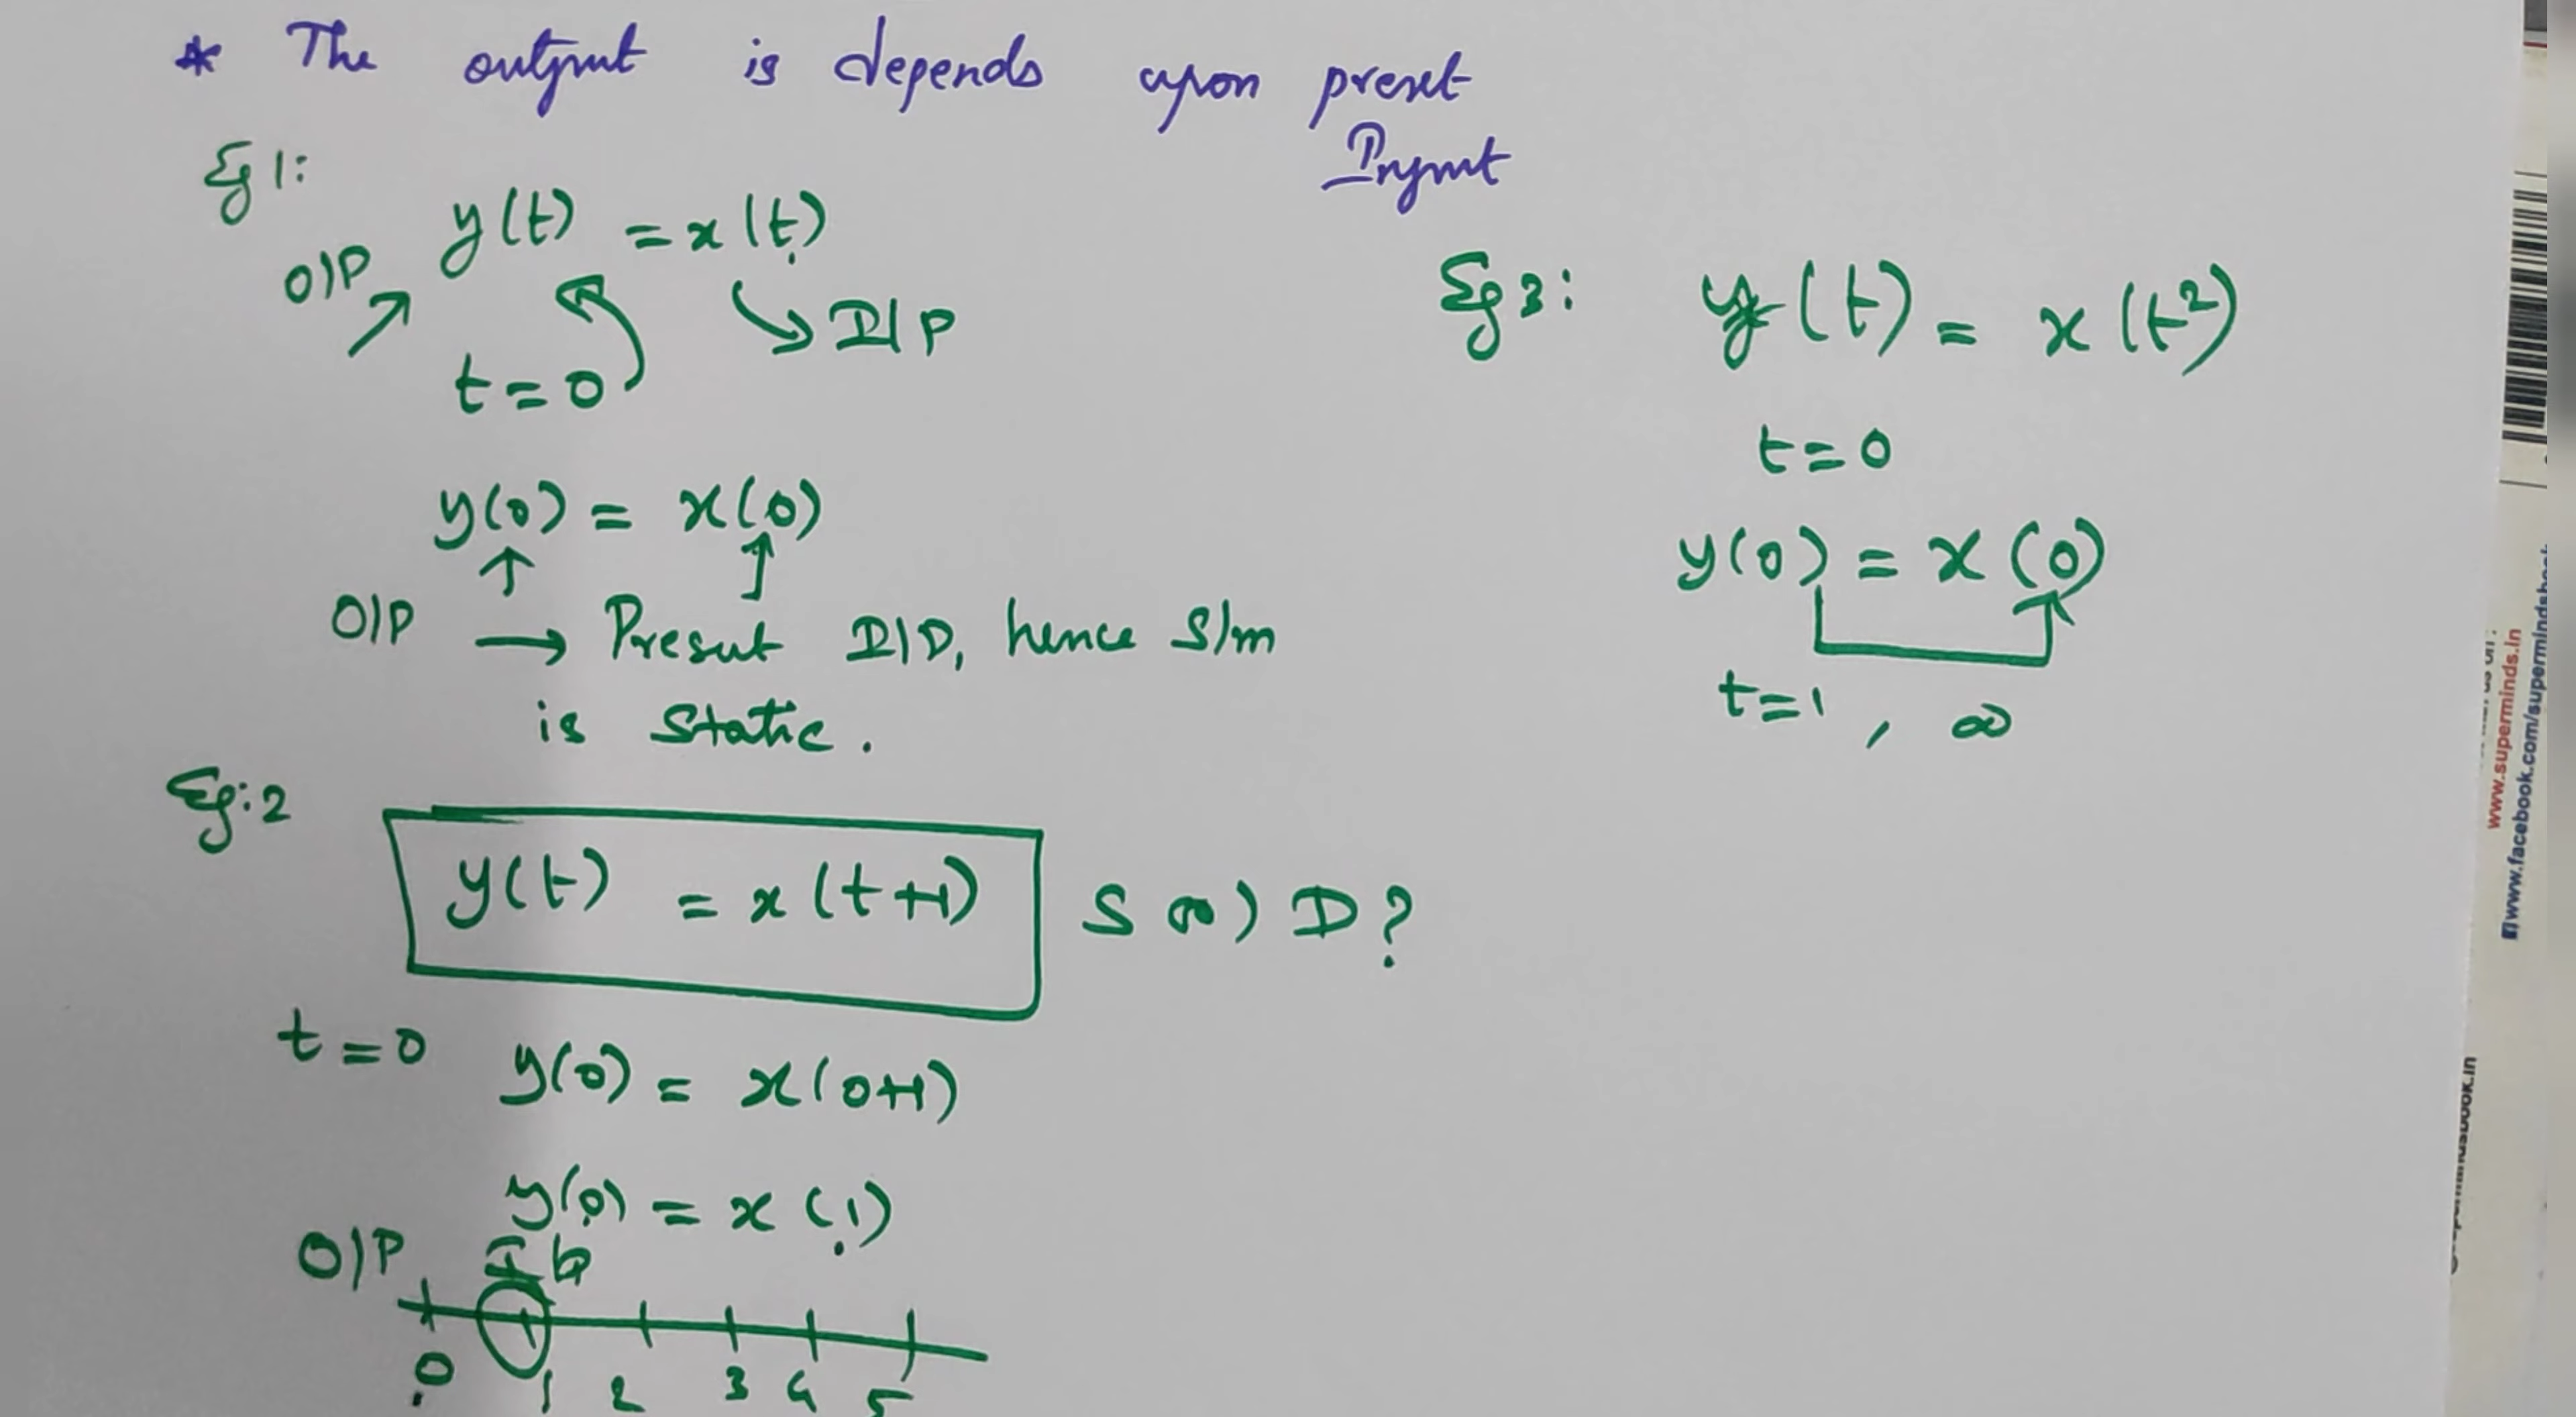 * The output is depends upon present
Input
Eg 1:
y(t) = x(t)
O/P
I/P
t=0
y(0) = x(0)
O/P → Present I/P, hence S/m
is Static.
Eg:2
y(t) = x(t+1) S or) D?
t=0 y(0) = x(0+1)
y(0) = x(1)
O/P I/P
0 1 2 3 4 5
Eg 3: y(t) = x(t²)
t=0
y(0) = x(0)
t=1, ∞
www.superminds.in
www.facebook.com/supermindsbook